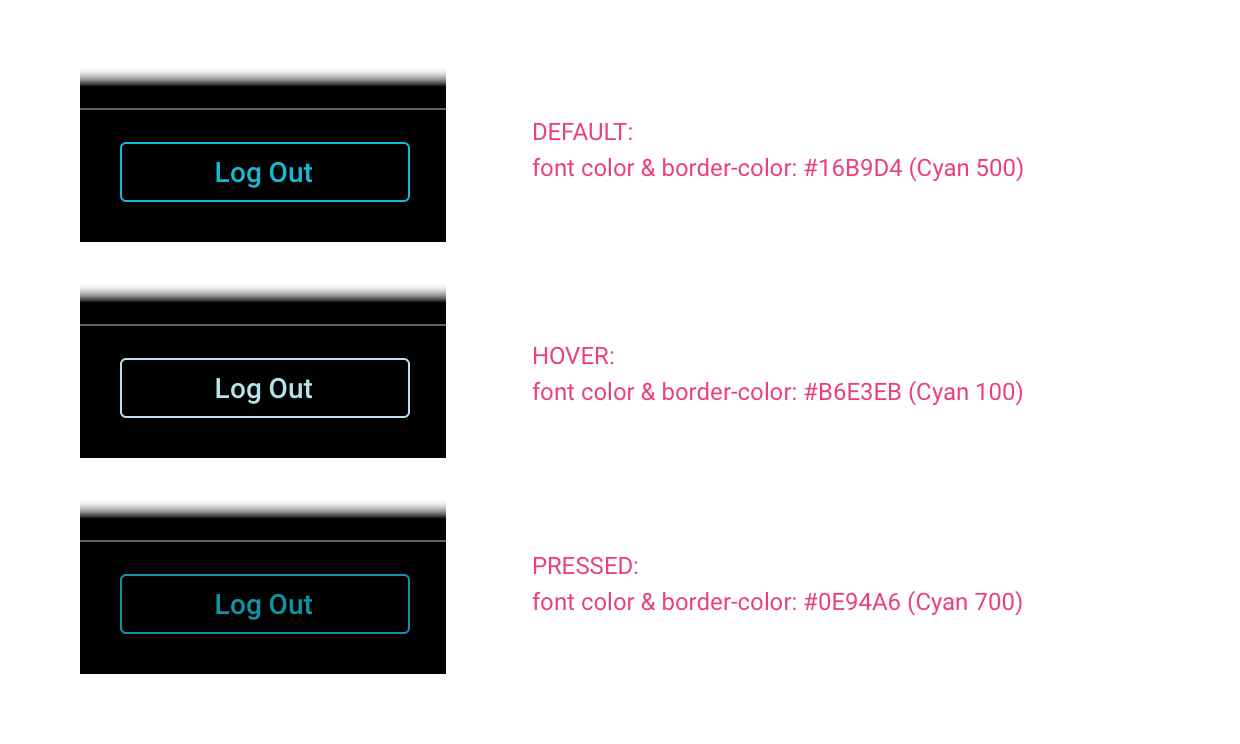 Log Out
DEFAULT:
font color & border-color: #16B9D4 (Cyan 500)
Log Out
HOVER:
font color & border-color: #B6E3EB (Cyan 100)
Log Out
PRESSED:
font color & border-color: #0E94A6 (Cyan 700)